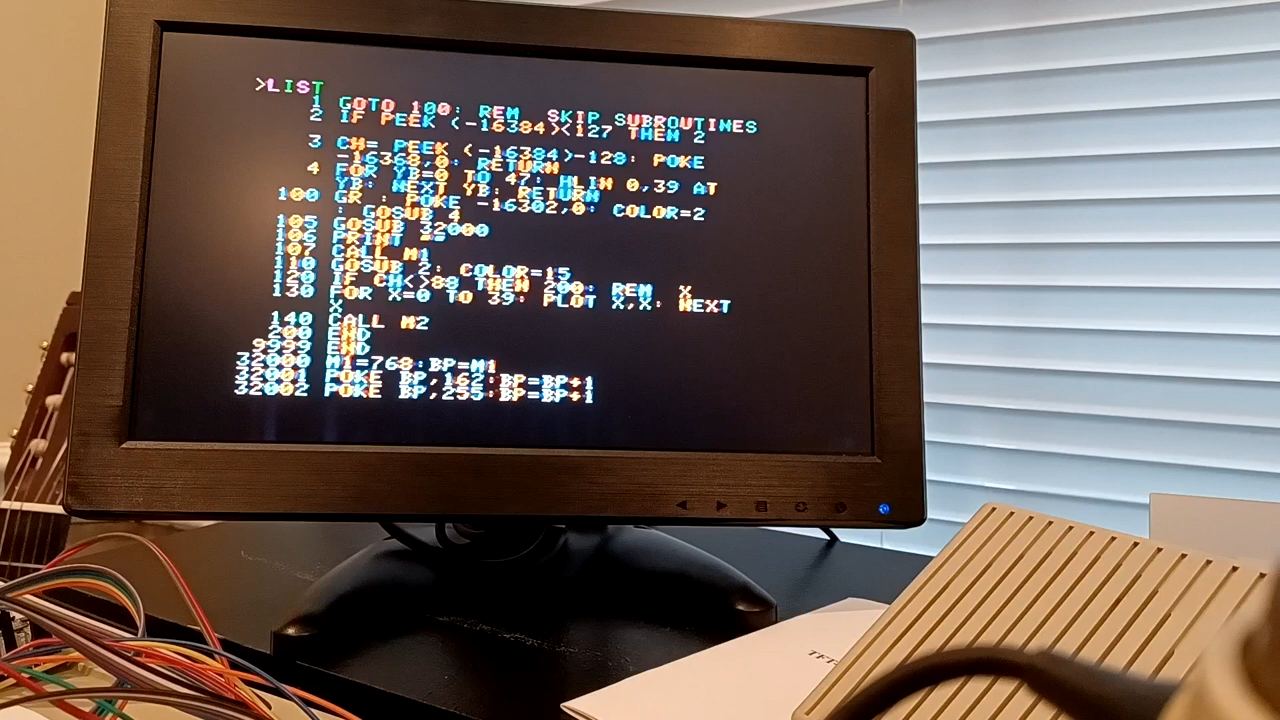 >LIST
1 GOTO 100: REM  SKIP SUBROUTINES
2 IF PEEK (-16384)<127 THEN 2
3 CH= PEEK (-16384)-128: POKE
-16368,0: RETURN
4 FOR YB=0 TO 47: HLIN 0,39 AT
YB: NEXT YB: RETURN
100 GR : POKE -16302,0: COLOR=2
: GOSUB 4
105 GOSUB 32000
106 PRINT ""
107 CALL M1
110 GOSUB 2: COLOR=15
120 IF CH<>88 THEN 200: REM  X
130 FOR X=0 TO 39: PLOT X,X: NEXT
X
140 CALL M2
200 END
9999 END
32000 M1=768:BP=M1
32001 POKE BP,162:BP=BP+1
32002 POKE BP,255:BP=BP+1